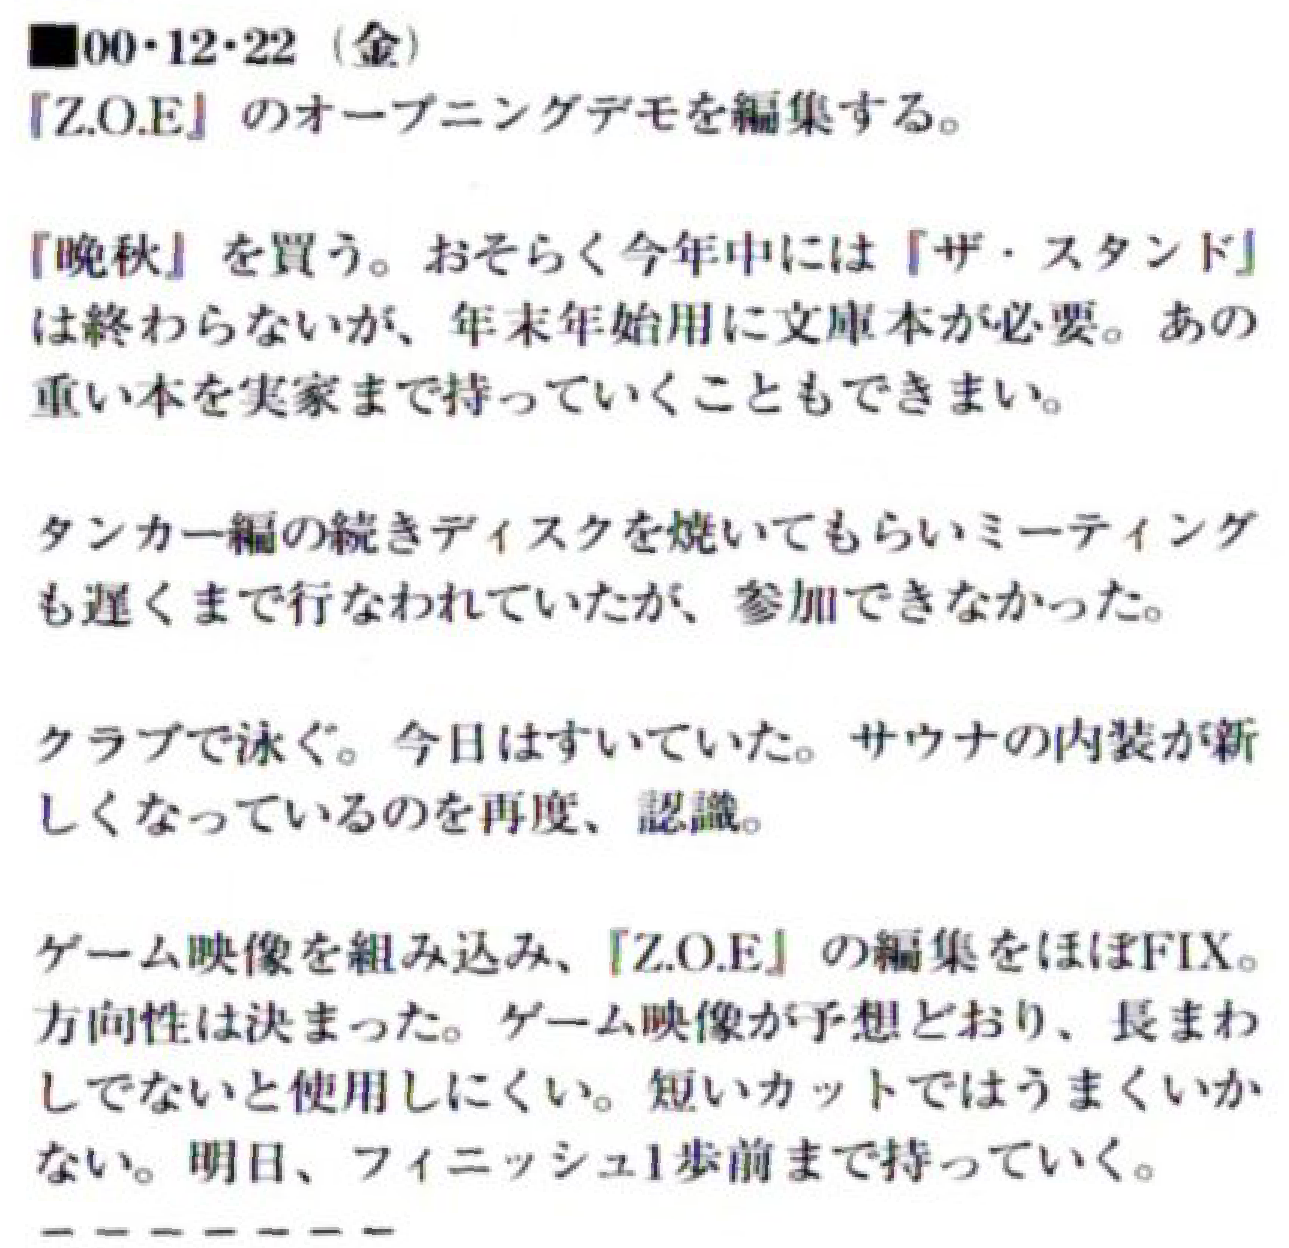 ■00・12・22（金）
『Z.O.E』のオープニングデモを編集する。
『晩秋』を買う。おそらく今年中には『ザ・スタンド』
は終わらないが、年末年始用に文庫本が必要。あの
重い本を実家まで持っていくこともできまい。
タンカー編の続きディスクを焼いてもらいミーティング
も遅くまで行なわれていたが、参加できなかった。
クラブで泳ぐ。今日はすいていた。サウナの内装が新
しくなっているのを再度、認識。
ゲーム映像を組み込み、『Z.O.E』の編集をほぼFIX。
方向性は決まった。ゲーム映像が予想どおり、長まわ
しでないと使用しにくい。短いカットではうまくいか
ない。明日、フィニッシュ1歩前まで持っていく。
－－－－－－－